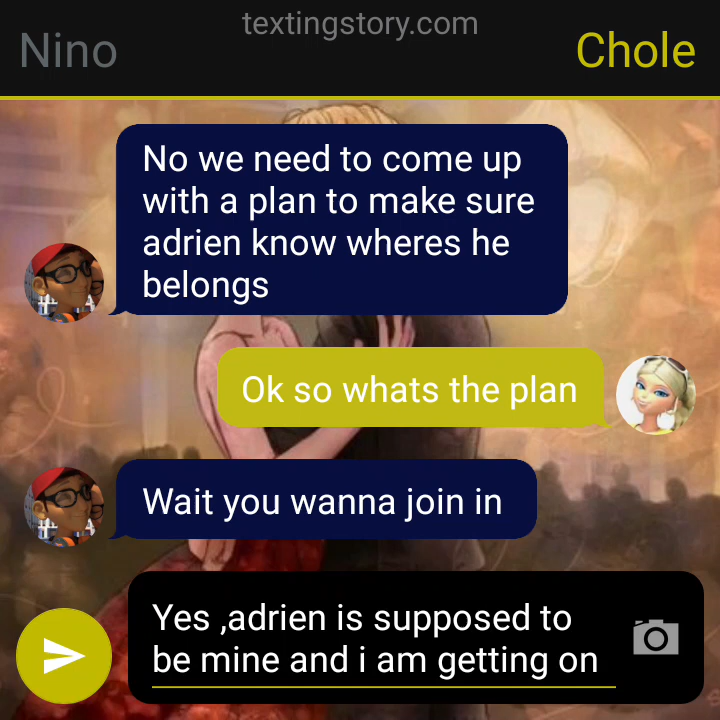 textingstory.com
Nino
Chole
No we need to come up
with a plan to make sure
adrien know wheres he
belongs
Ok so whats the plan
Wait you wanna join in
Yes ,adrien is supposed to
be mine and i am getting on